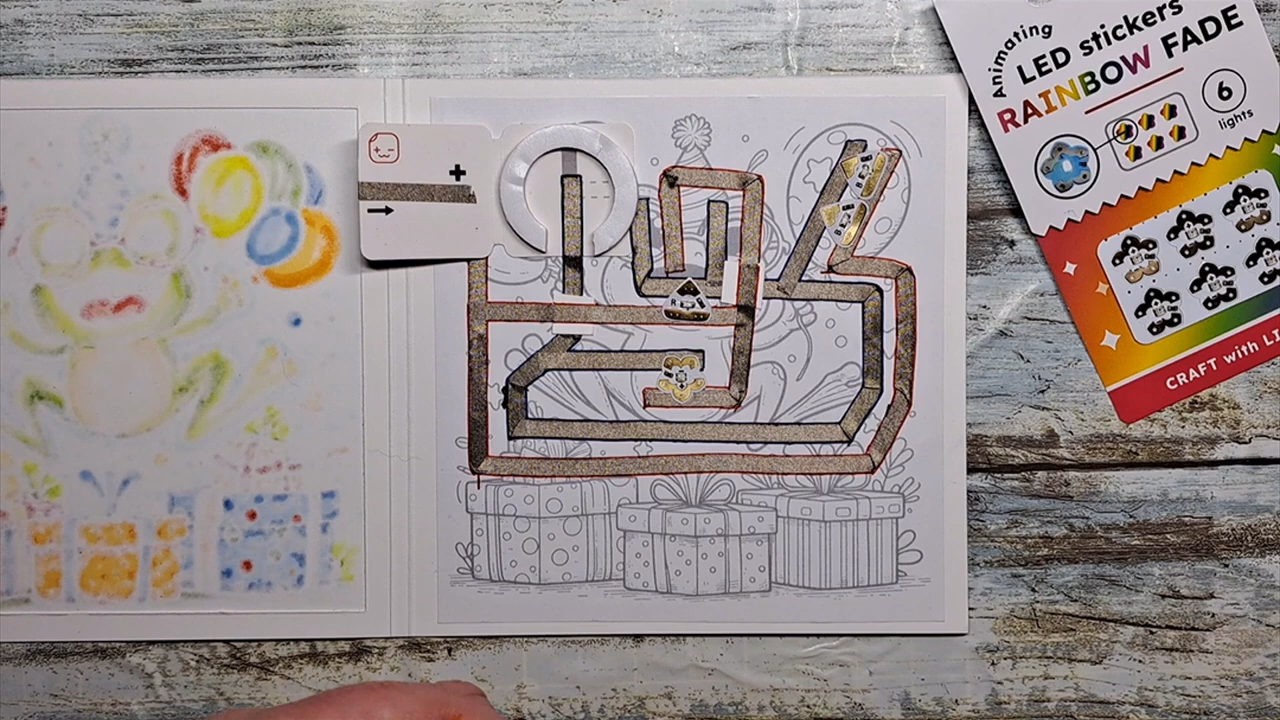 Animating
LED stickers
RAINBOW FADE
6
lights
CRAFT with LI
+
R
B
B